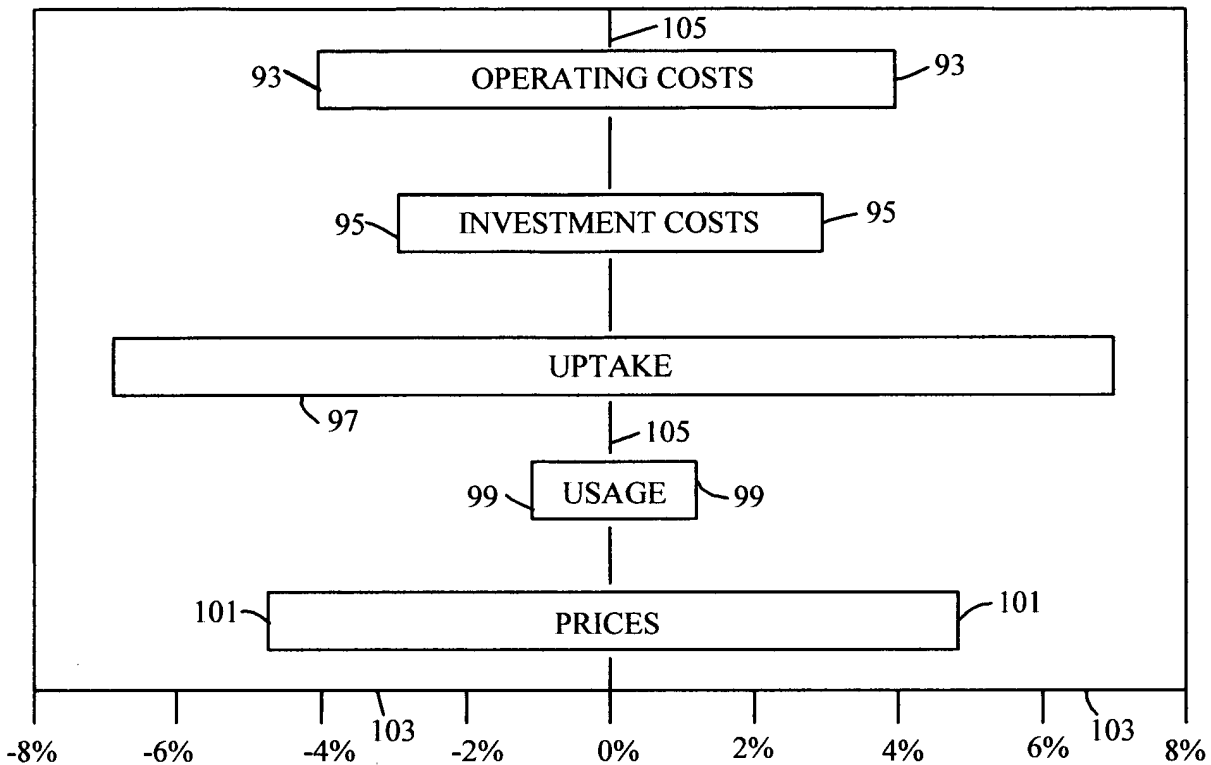 105
93 OPERATING COSTS 93
95 INVESTMENT COSTS 95
UPTAKE
97
105
99 USAGE 99
101 PRICES 101
103 103
-8% -6% -4% -2% 0% 2% 4% 6% 8%